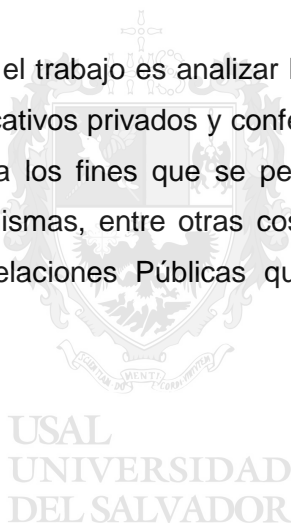 el trabajo es analizar
cativos privados y confe
a los fines que se pe
ismas, entre otras cos
elaciones Públicas qu
USAL
UNIVERSIDAD
DEL SALVADOR